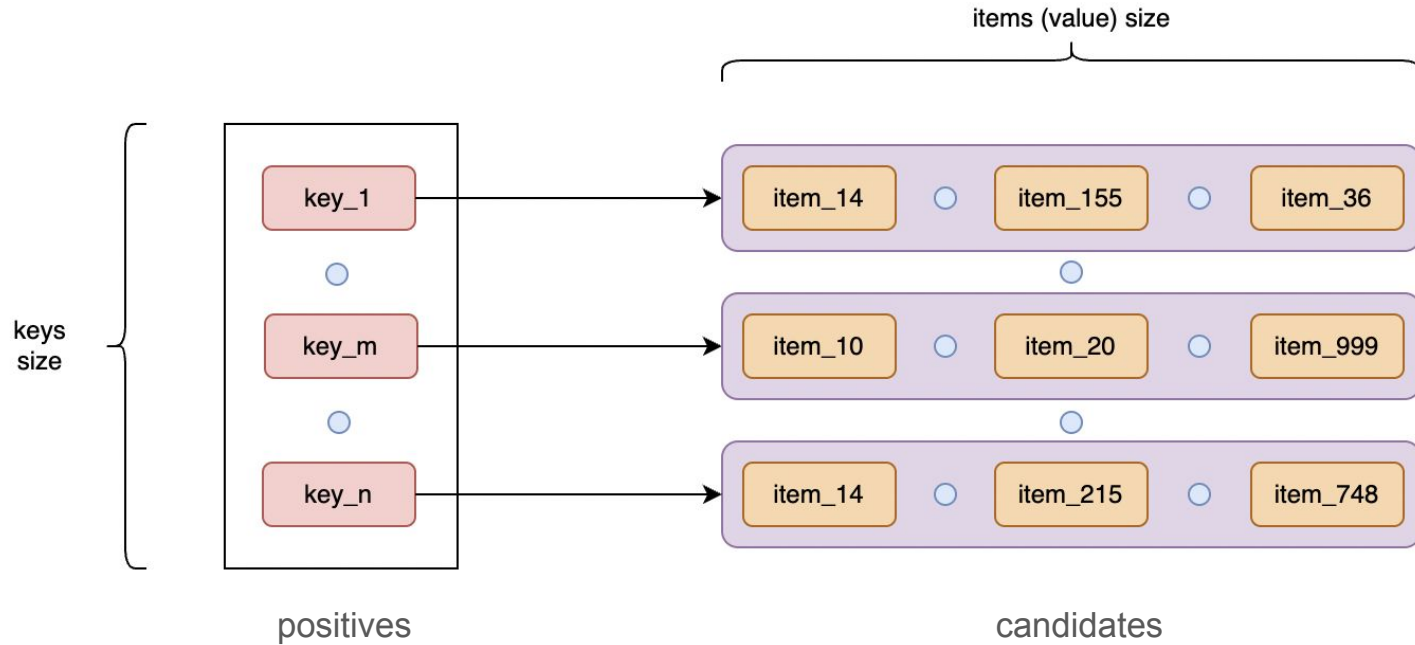 items (value) size
key_1
item_14
item_155
item_36
keys
size
key_m
item_10
item_20
item_999
key_n
item_14
item_215
item_748
positives
candidates